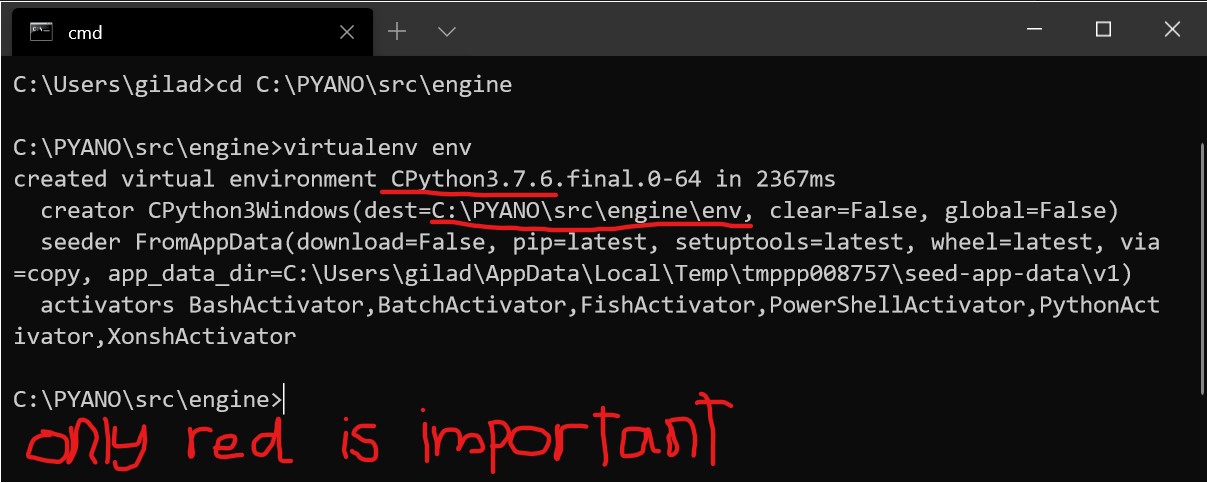 cmd
C:\Users\gilad>cd C:\PYANO\src\engine
C:\PYANO\src\engine>virtualenv env
created virtual environment CPython3.7.6.final.0-64 in 2367ms
  creator CPython3Windows(dest=C:\PYANO\src\engine\env, clear=False, global=False)
  seeder FromAppData(download=False, pip=latest, setuptools=latest, wheel=latest, via
=copy, app_data_dir=C:\Users\gilad\AppData\Local\Temp\tmppp008757\seed-app-data\v1)
  activators BashActivator,BatchActivator,FishActivator,PowerShellActivator,PythonAct
ivator,XonshActivator
C:\PYANO\src\engine>
only red is important